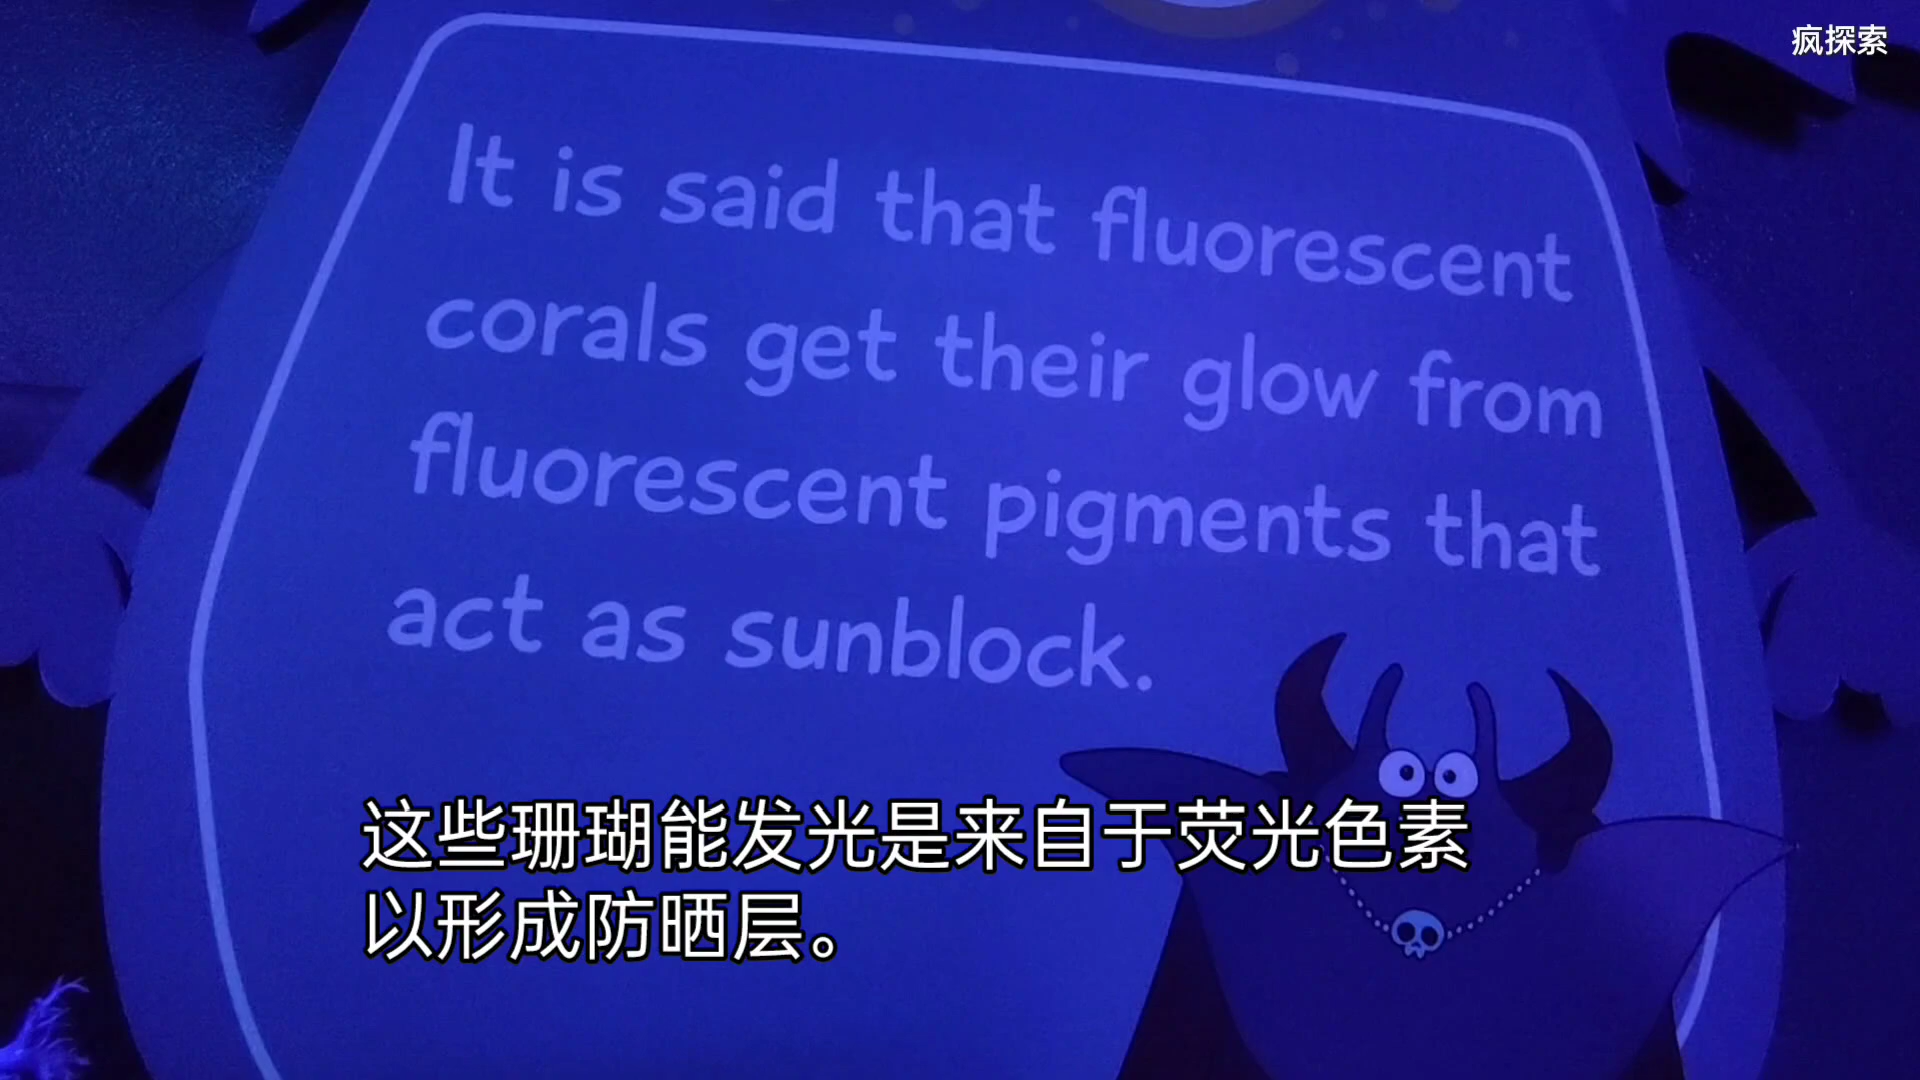 疯探索
It is said that fluorescent
corals get their glow from
fluorescent pigments that
act as sunblock.
这些珊瑚能发光是来自于荧光色素
以形成防晒层。